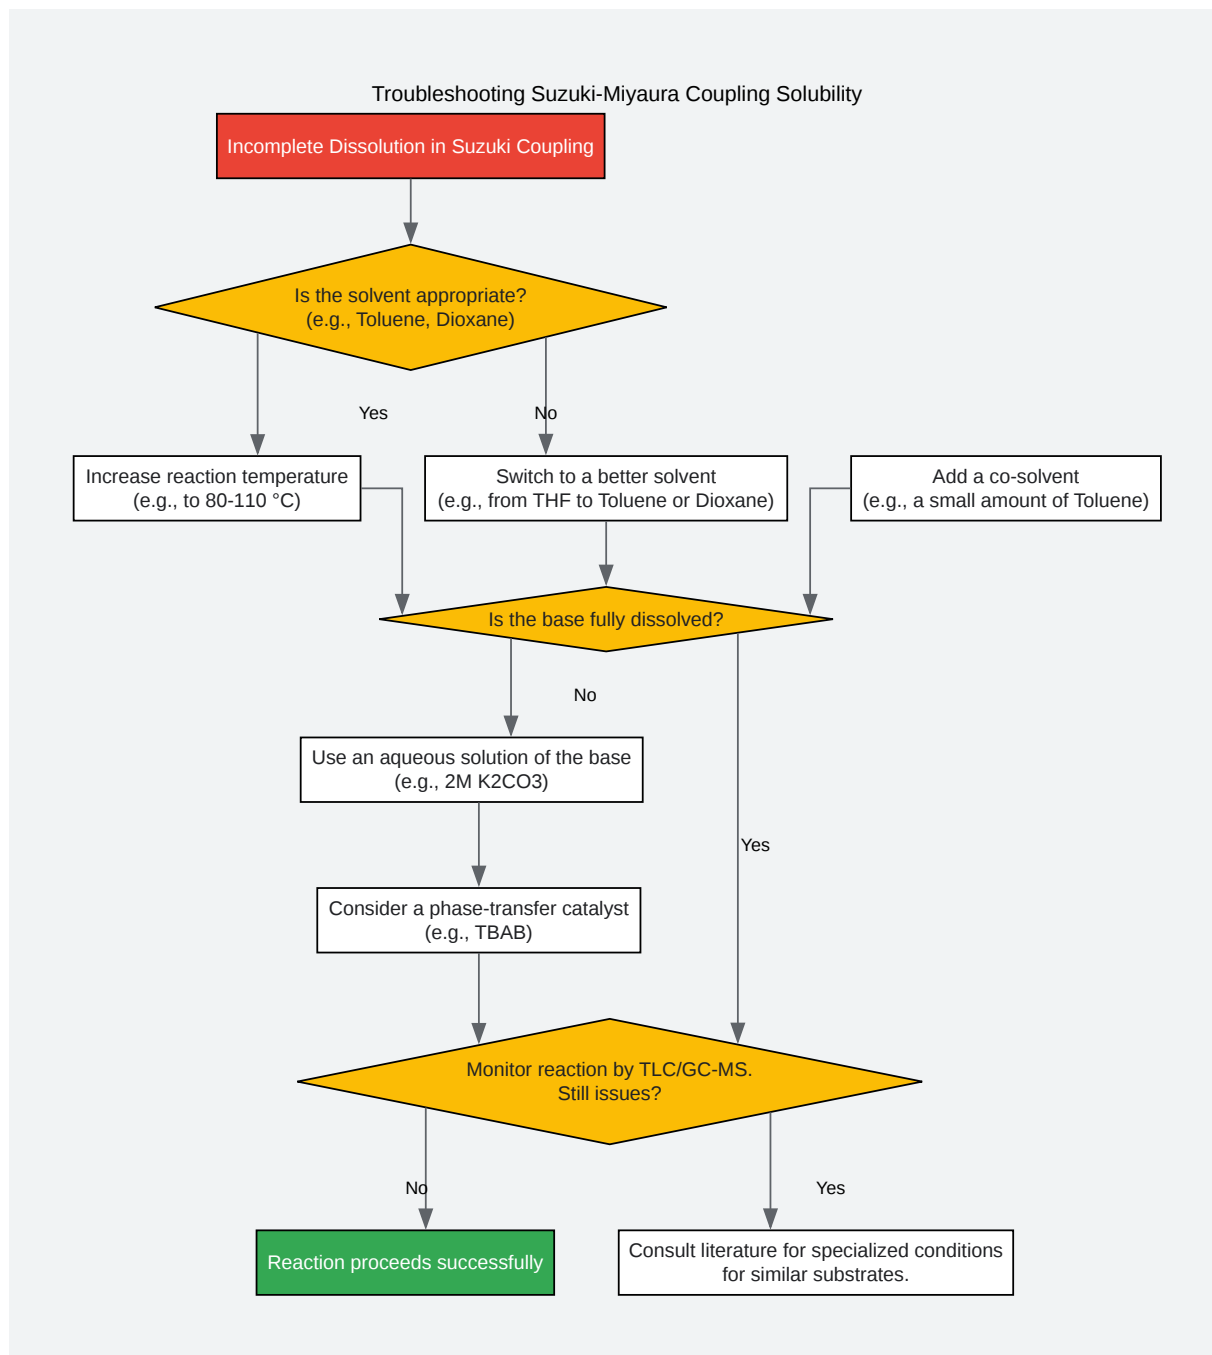 Troubleshooting Suzuki-Miyaura Coupling Solubility
Incomplete Dissolution in Suzuki Coupling
Is the solvent appropriate?
(e.g., Toluene, Dioxane)
Yes
No
Increase reaction temperature
(e.g., to 80-110 °C)
Switch to a better solvent
(e.g., from THF to Toluene or Dioxane)
Add a co-solvent
(e.g., a small amount of Toluene)
Is the base fully dissolved?
No
Use an aqueous solution of the base
(e.g., 2M K2CO3)
Yes
Consider a phase-transfer catalyst
(e.g., TBAB)
Monitor reaction by TLC/GC-MS.
Still issues?
No
Yes
Reaction proceeds successfully
Consult literature for specialized conditions
for similar substrates.